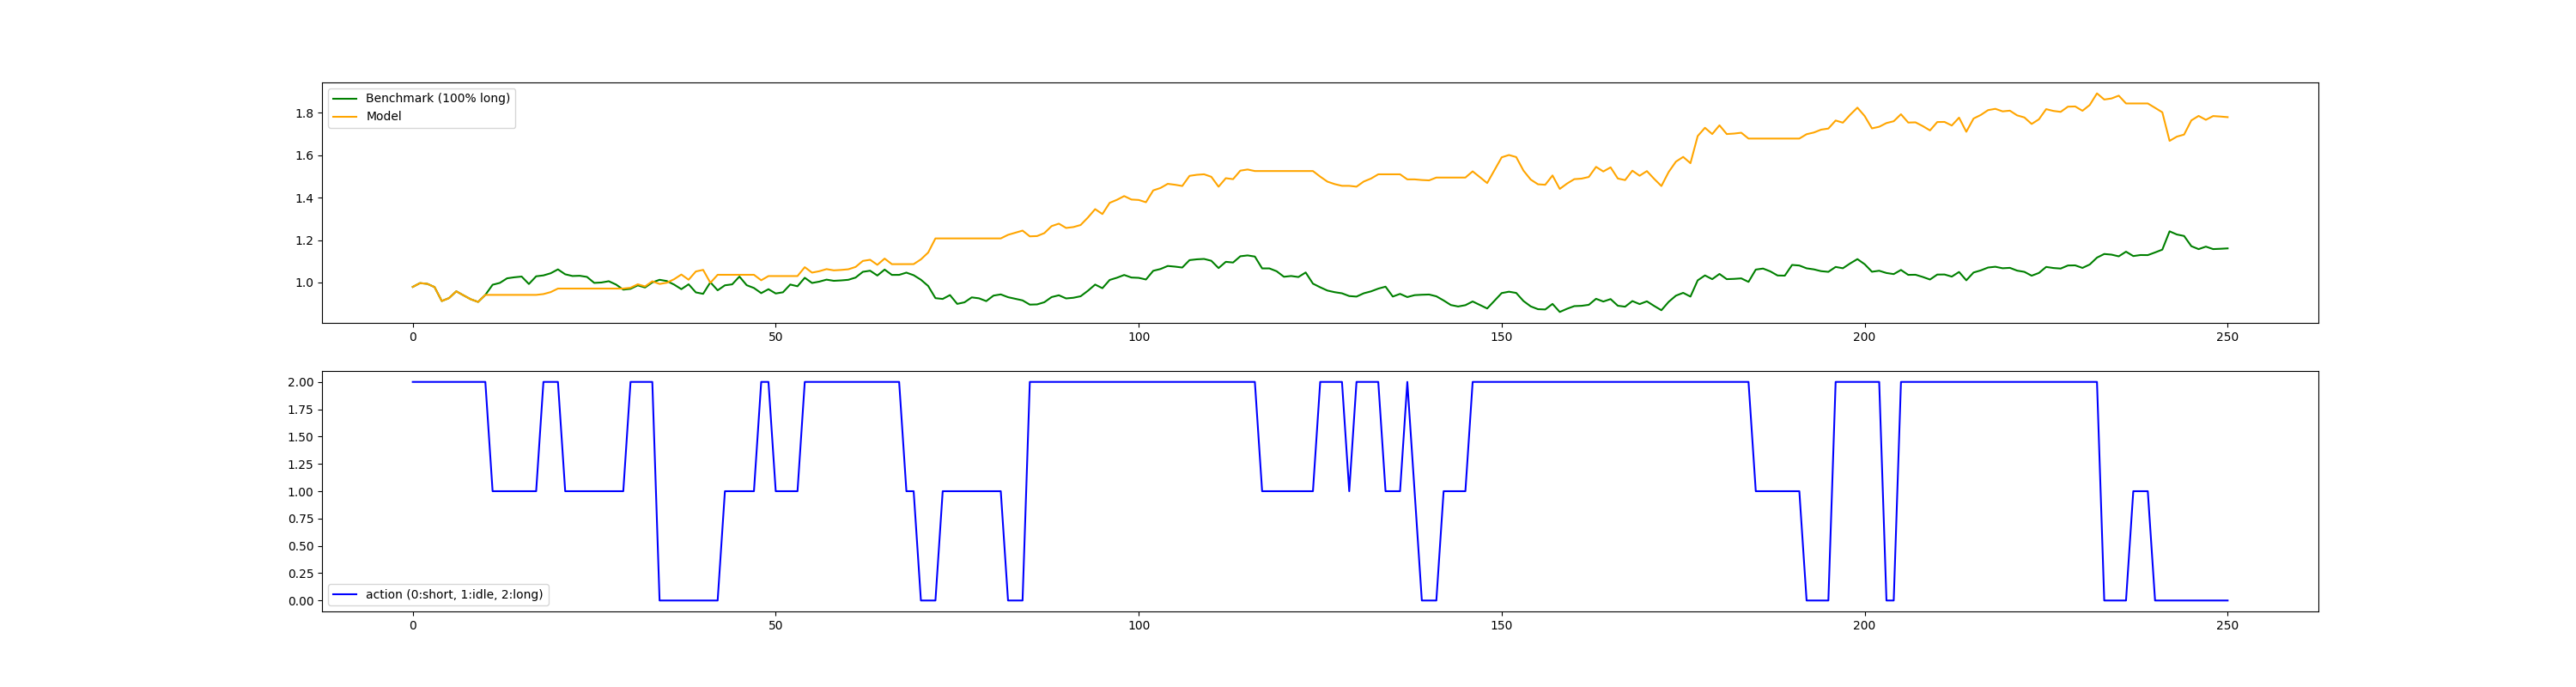 Benchmark (100% long)
Model
1.8
1.6
1.4
1.2
1.0
0 50 100 150 200 250
2.00
1.75
1.50
1.25
1.00
0.75
0.50
0.25
0.00
action (0:short, 1:idle, 2:long)
0 50 100 150 200 250